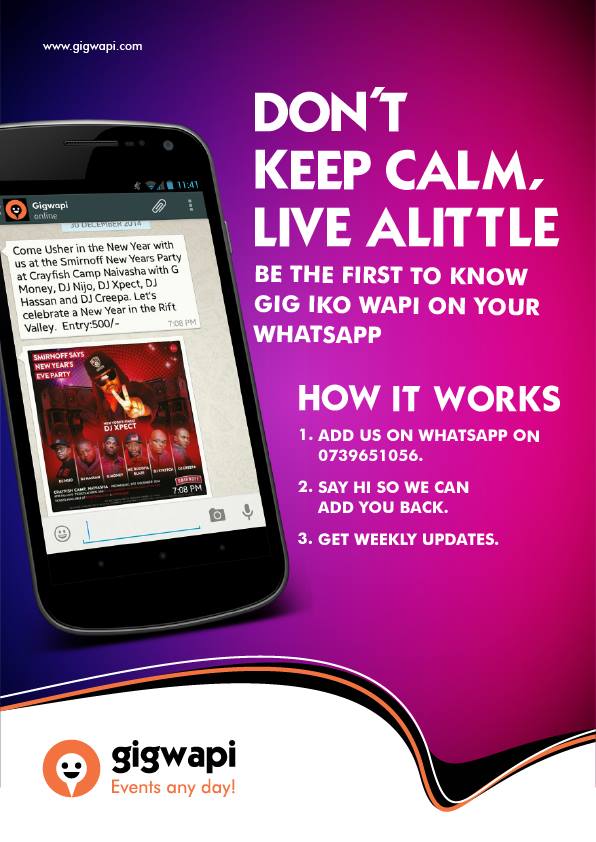 www.gigwapi.com
DON'T
KEEP CALM,
LIVE ALITTLE
BE THE FIRST TO KNOW
GIG IKO WAPI ON YOUR
WHATSAPP
HOW IT WORKS
1. ADD US ON WHATSAPP ON
0739651056.
2. SAY HI SO WE CAN
ADD YOU BACK.
3. GET WEEKLY UPDATES.
11:41
Gigwapi
online
30 DECEMBER 2014
Come Usher in the New Year with
us at the Smirnoff New Years Party
at Crayfish Camp Naivasha with G
Money, DJ Nijo, DJ Xpect, DJ
Hassan and DJ Creepa. Let's
celebrate a New Year in the Rift
Valley. Entry:500/-
7:08 PM
SMIRNOFF SAYS
NEW YEAR'S
EVE PARTY
DJ XPECT
CRAYFISH CAMP, NAIVASHA
7:08 PM
gigwapi
Events any day!